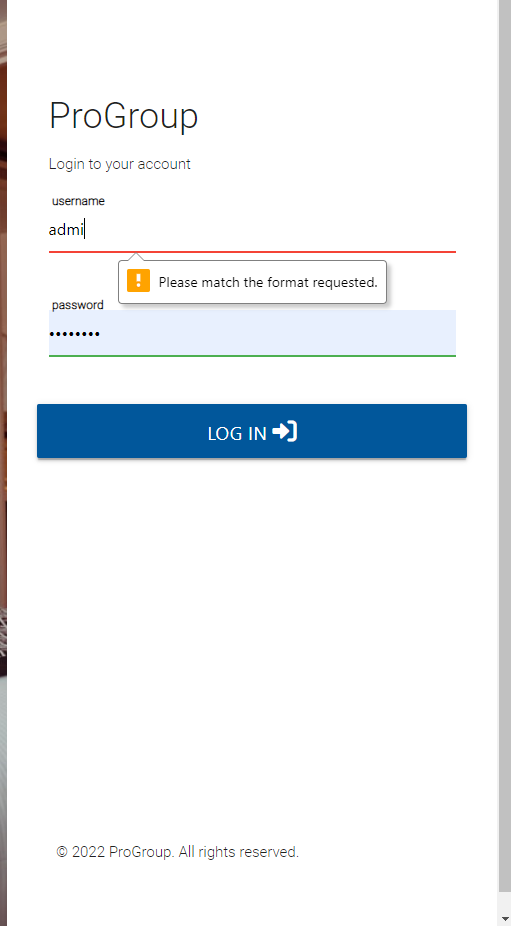 ProGroup
Login to your account
username
admi
Please match the format requested.
password
••••••••
LOG IN
© 2022 ProGroup. All rights reserved.